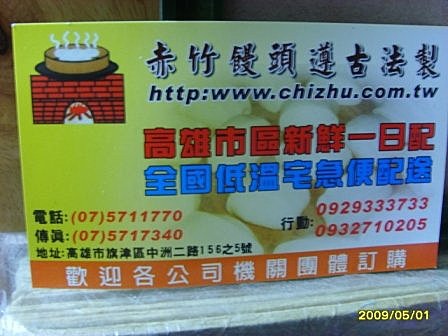 赤竹饅頭遵古法製
http:www.chizhu.com.tw
高雄市區新鮮一日配
全國低溫宅急便配送
電話:(07)5711770
傳真:(07)5717340
行動:0929333733
0932710205
地址:高雄市旗津區中洲二路156之5號
歡迎各公司機關團體訂購
2009/05/01